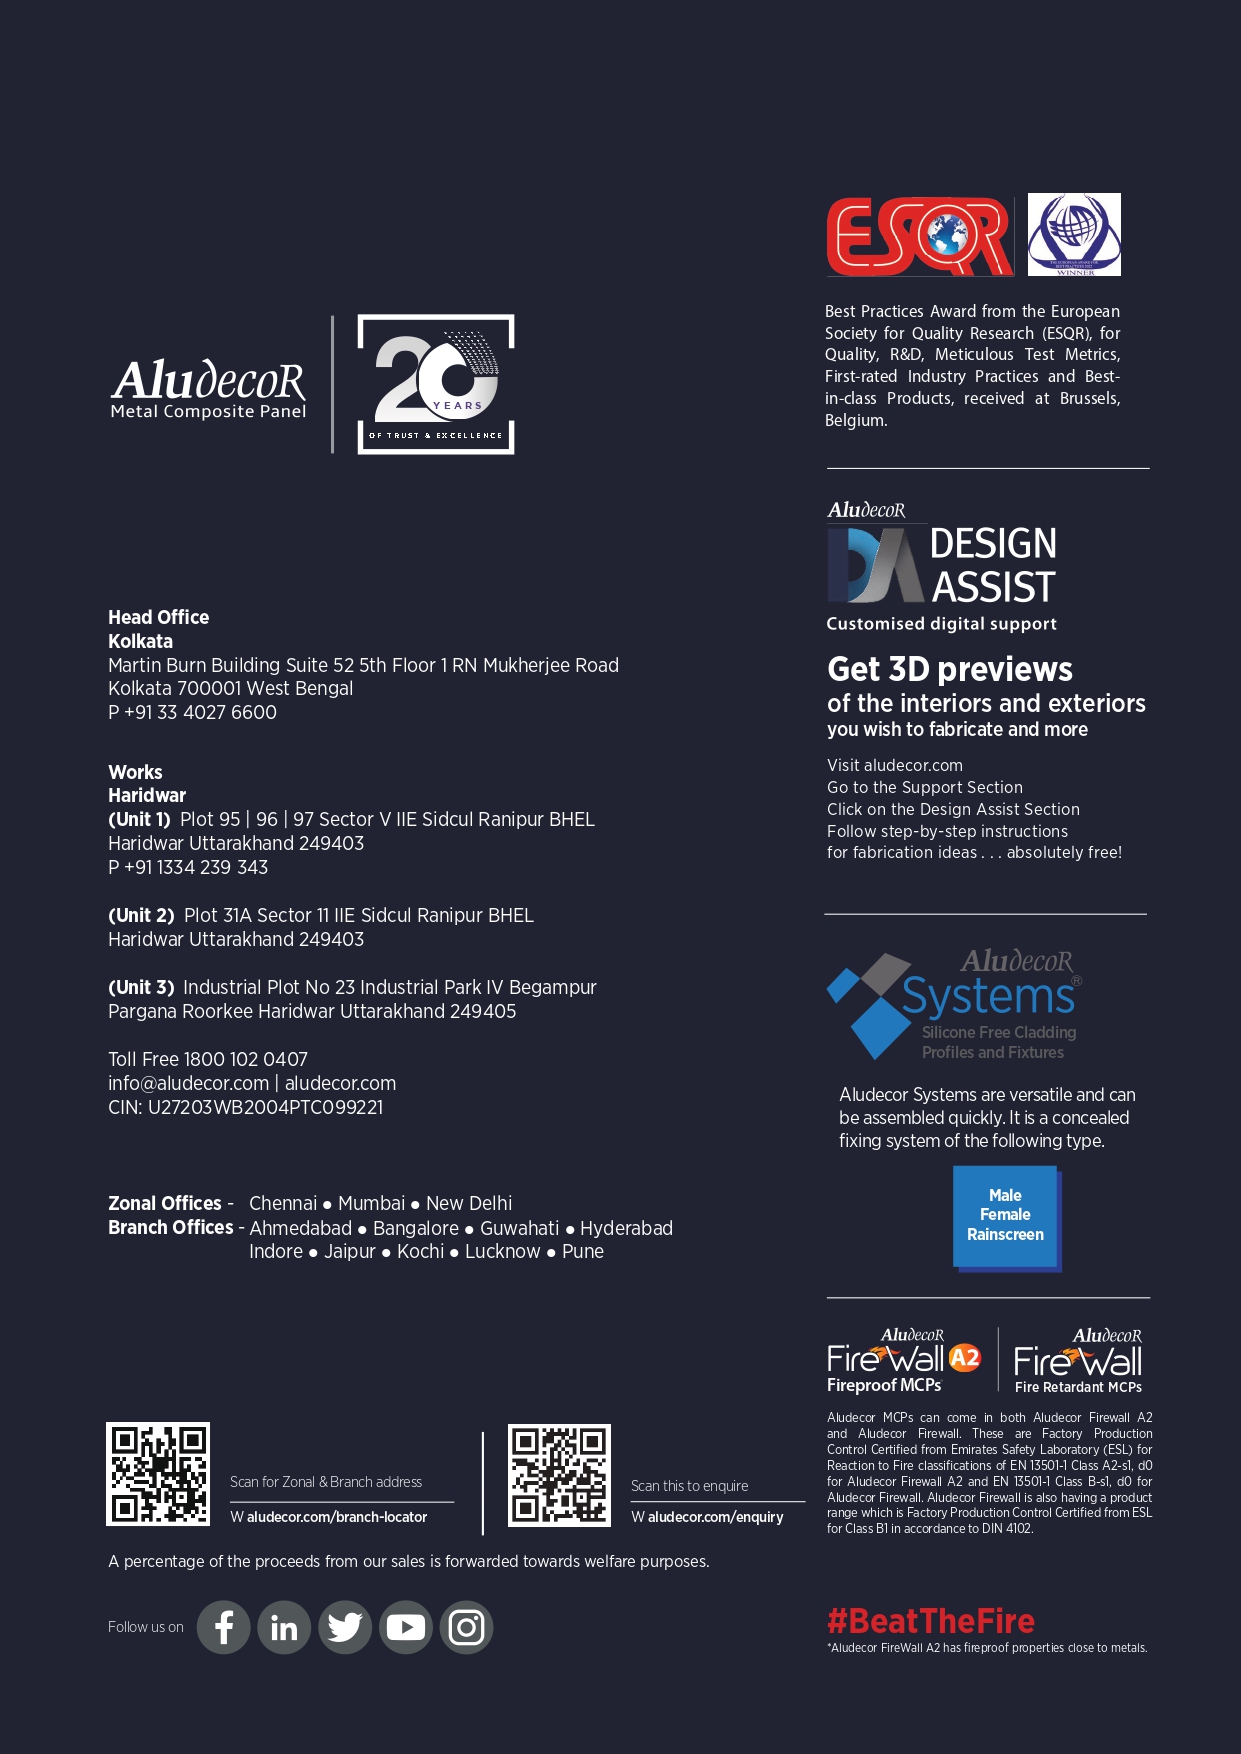 AludecoR
Metal Composite Panel
20
YEARS
OF TRUST & EXCELLENCE
Head Office
Kolkata
Martin Burn Building Suite 52 5th Floor 1 RN Mukherjee Road
Kolkata 700001 West Bengal
P +91 33 4027 6600
Works
Haridwar
(Unit 1) Plot 95 | 96 | 97 Sector V IIE Sidcul Ranipur BHEL
Haridwar Uttarakhand 249403
P +91 1334 239 343
(Unit 2) Plot 31A Sector 11 IIE Sidcul Ranipur BHEL
Haridwar Uttarakhand 249403
(Unit 3) Industrial Plot No 23 Industrial Park IV Begampur
Pargana Roorkee Haridwar Uttarakhand 249405
Toll Free 1800 102 0407
info@aludecor.com | aludecor.com
CIN: U27203WB2004PTC099221
Zonal Offices - Chennai ● Mumbai ● New Delhi
Branch Offices - Ahmedabad ● Bangalore ● Guwahati ● Hyderabad
Indore ● Jaipur ● Kochi ● Lucknow ● Pune
Scan for Zonal & Branch address
W aludecor.com/branch-locator
Scan this to enquire
W aludecor.com/enquiry
A percentage of the proceeds from our sales is forwarded towards welfare purposes.
Follow us on
ESQR
WINNER
Best Practices Award from the European
Society for Quality Research (ESQR), for
Quality, R&D, Meticulous Test Metrics,
First-rated Industry Practices and Best-
in-class Products, received at Brussels,
Belgium.
AludecoR
DA DESIGN
ASSIST
Customised digital support
Get 3D previews
of the interiors and exteriors
you wish to fabricate and more
Visit aludecor.com
Go to the Support Section
Click on the Design Assist Section
Follow step-by-step instructions
for fabrication ideas . . . absolutely free!
AludecoR
Systems®
Silicone Free Cladding
Profiles and Fixtures
Aludecor Systems are versatile and can
be assembled quickly. It is a concealed
fixing system of the following type.
Male
Female
Rainscreen
AludecoR
FireWall A2
Fireproof MCPs
AludecoR
FireWall
Fire Retardant MCPs
Aludecor MCPs can come in both Aludecor Firewall A2
and Aludecor Firewall. These are Factory Production
Control Certified from Emirates Safety Laboratory (ESL) for
Reaction to Fire classifications of EN 13501-1 Class A2-s1, d0
for Aludecor Firewall A2 and EN 13501-1 Class B-s1, d0 for
Aludecor Firewall. Aludecor Firewall is also having a product
range which is Factory Production Control Certified from ESL
for Class B1 in accordance to DIN 4102.
#BeatTheFire
*Aludecor FireWall A2 has fireproof properties close to metals.